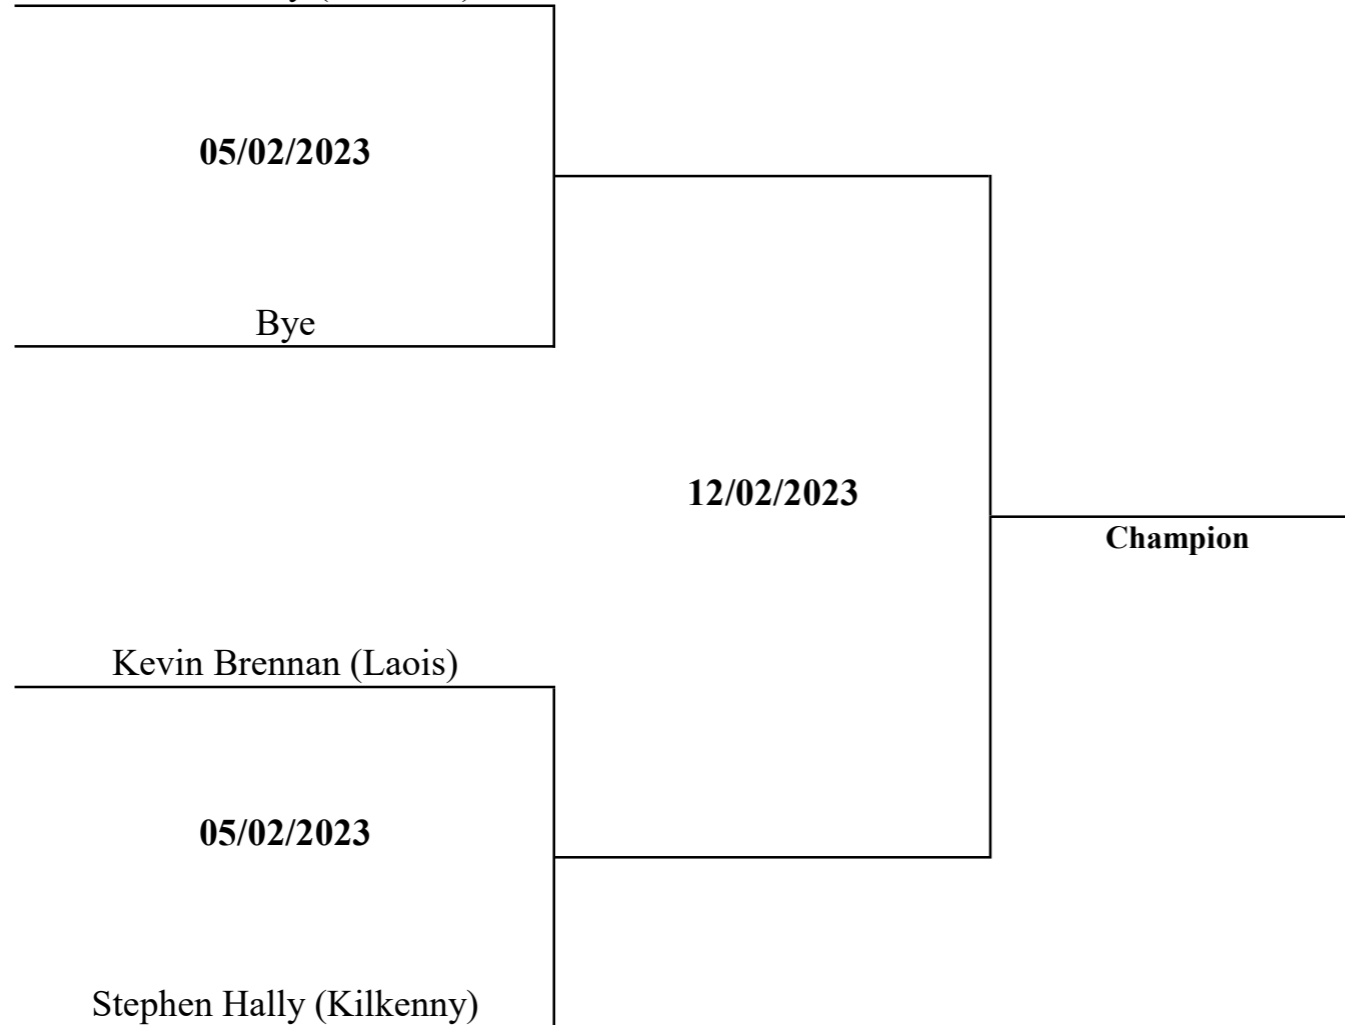 05/02/2023
Bye
12/02/2023
Champion
Kevin Brennan (Laois)
05/02/2023
Stephen Hally (Kilkenny)